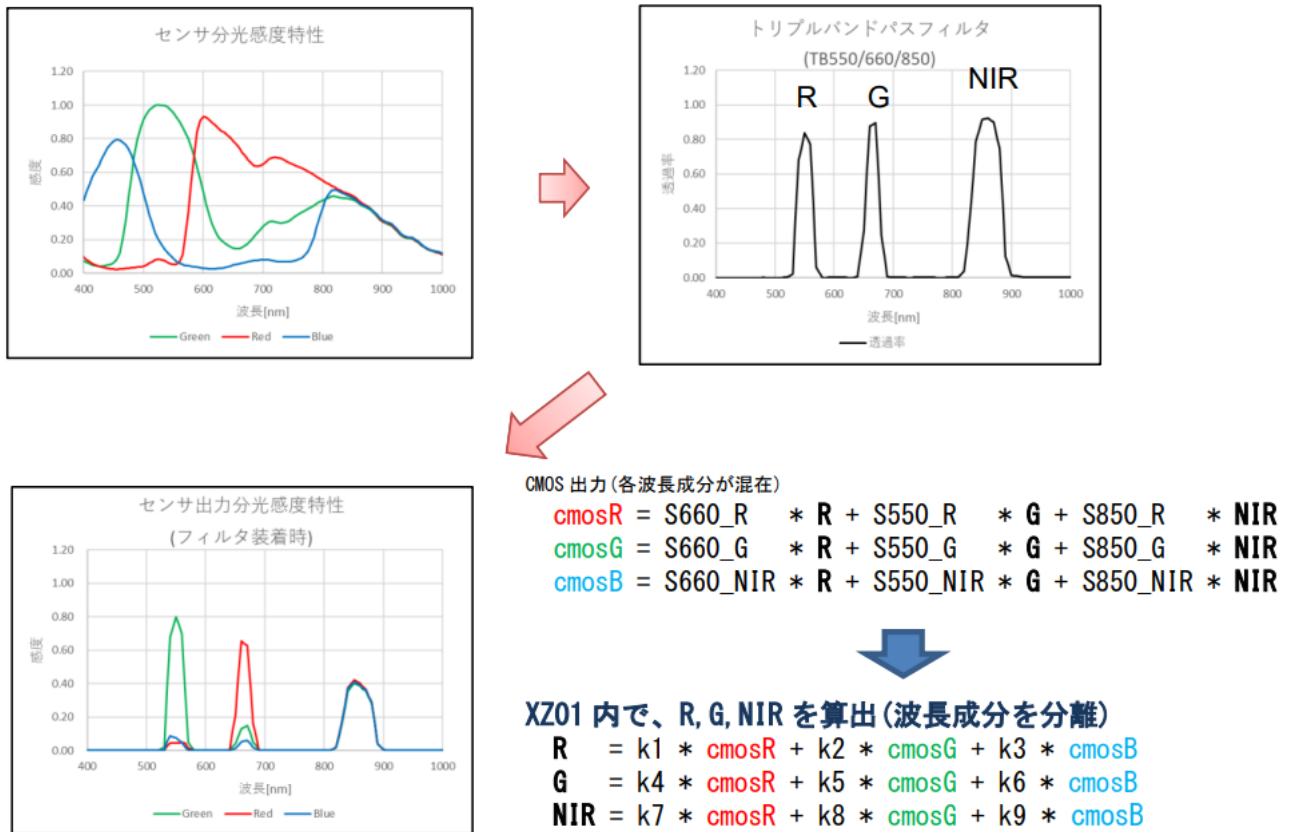 センサ分光感度特性
1.20
1.00
0.80
0.60
0.40
0.20
0.00
感度
400 500 600 700 800 900 1000
波長[nm]
Green Red Blue
トリプルバンドパスフィルタ
(TB550/660/850)
R G NIR
1.20
1.00
0.80
0.60
0.40
0.20
0.00
透過率
400 500 600 700 800 900 1000
波長[nm]
透過率
センサ出力分光感度特性
(フィルタ装着時)
1.20
1.00
0.80
0.60
0.40
0.20
0.00
感度
400 500 600 700 800 900 1000
波長[nm]
Green Red Blue
CMOS 出力(各波長成分が混在)
cmosR = S660_R * R + S550_R * G + S850_R * NIR
cmosG = S660_G * R + S550_G * G + S850_G * NIR
cmosB = S660_NIR * R + S550_NIR * G + S850_NIR * NIR
XZ01 内で、R, G, NIR を算出(波長成分を分離)
R = k1 * cmosR + k2 * cmosG + k3 * cmosB
G = k4 * cmosR + k5 * cmosG + k6 * cmosB
NIR = k7 * cmosR + k8 * cmosG + k9 * cmosB